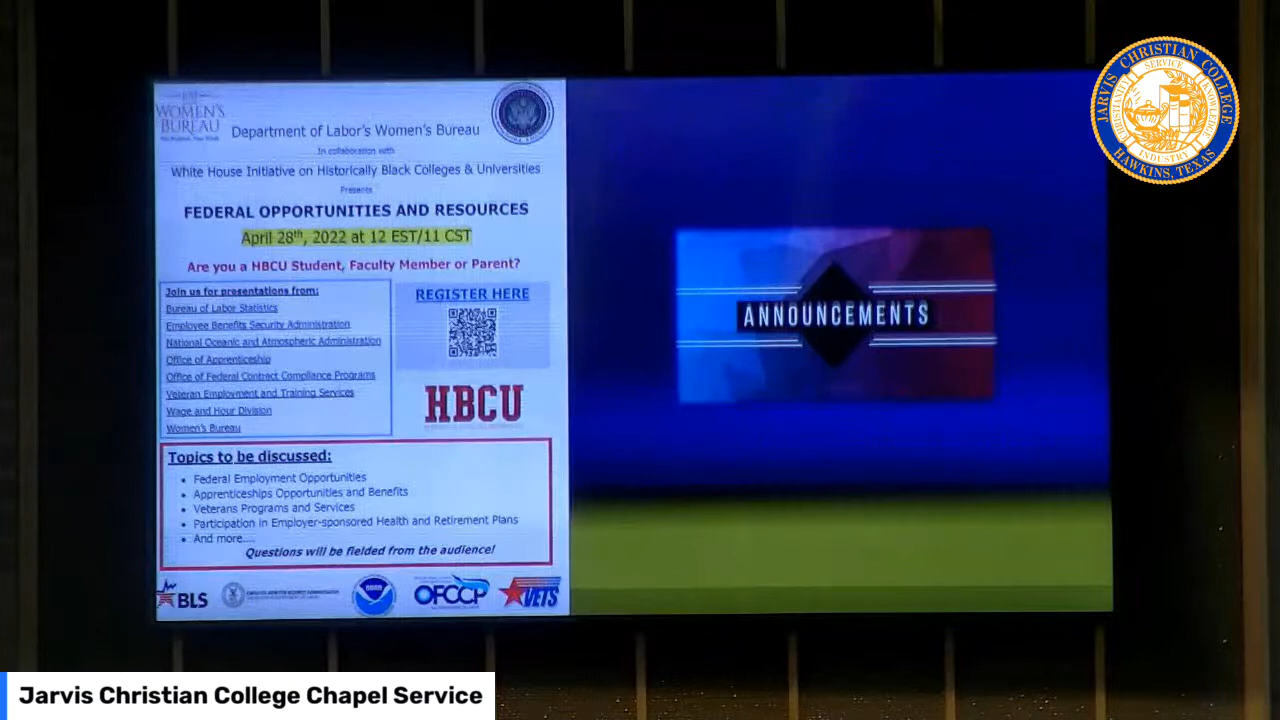 WOMEN'S
BUREAU
Department of Labor's Women's Bureau
In collaboration with
White House Initiative on Historically Black Colleges & Universities
Presents
FEDERAL OPPORTUNITIES AND RESOURCES
April 28th, 2022 at 12 EST/11 CST
Are you a HBCU Student, Faculty Member or Parent?
Join us for presentations from:
Bureau of Labor Statistics
Employee Benefits Security Administration
National Oceanic and Atmospheric Administration
Office of Apprenticeship
Office of Federal Contract Compliance Programs
Veteran Employment and Training Services
Wage and Hour Division
Women's Bureau
REGISTER HERE
HBCU
Topics to be discussed:
• Federal Employment Opportunities
• Apprenticeships Opportunities and Benefits
• Veterans Programs and Services
• Participation in Employer-sponsored Health and Retirement Plans
• And more....
Questions will be fielded from the audience!
BLS
OFCCP
VETS
ANNOUNCEMENTS
JARVIS CHRISTIAN COLLEGE
SERVICE
CHRISTIANITY
KNOWLEDGE
INDUSTRY
HAWKINS, TEXAS
Jarvis Christian College Chapel Service